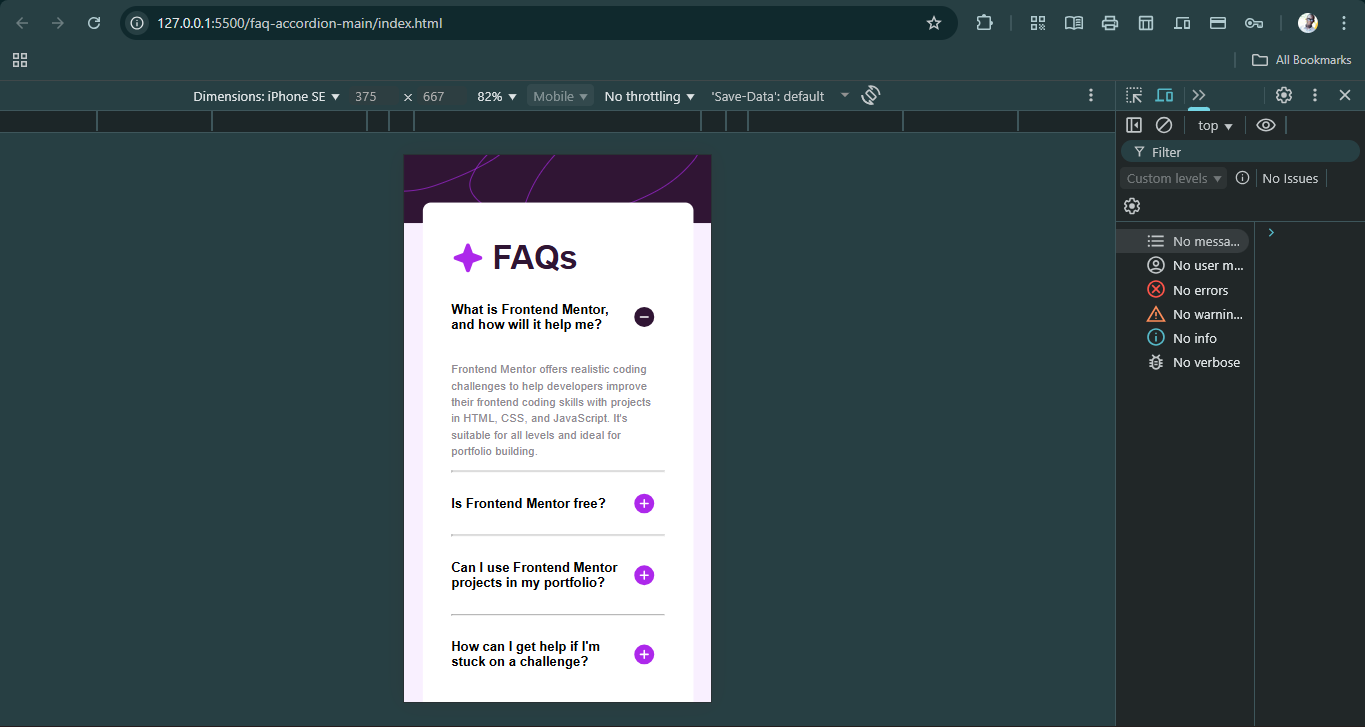 127.0.0.1:5500/faq-accordion-main/index.html
All Bookmarks
Dimensions: iPhone SE 375 × 667 82% Mobile No throttling 'Save-Data': default
top
Filter
Custom levels No Issues
No messa...
No user m...
No errors
No warnin...
No info
No verbose
FAQs
What is Frontend Mentor,
and how will it help me?
Frontend Mentor offers realistic coding
challenges to help developers improve
their frontend coding skills with projects
in HTML, CSS, and JavaScript. It's
suitable for all levels and ideal for
portfolio building.
Is Frontend Mentor free?
Can I use Frontend Mentor
projects in my portfolio?
How can I get help if I'm
stuck on a challenge?